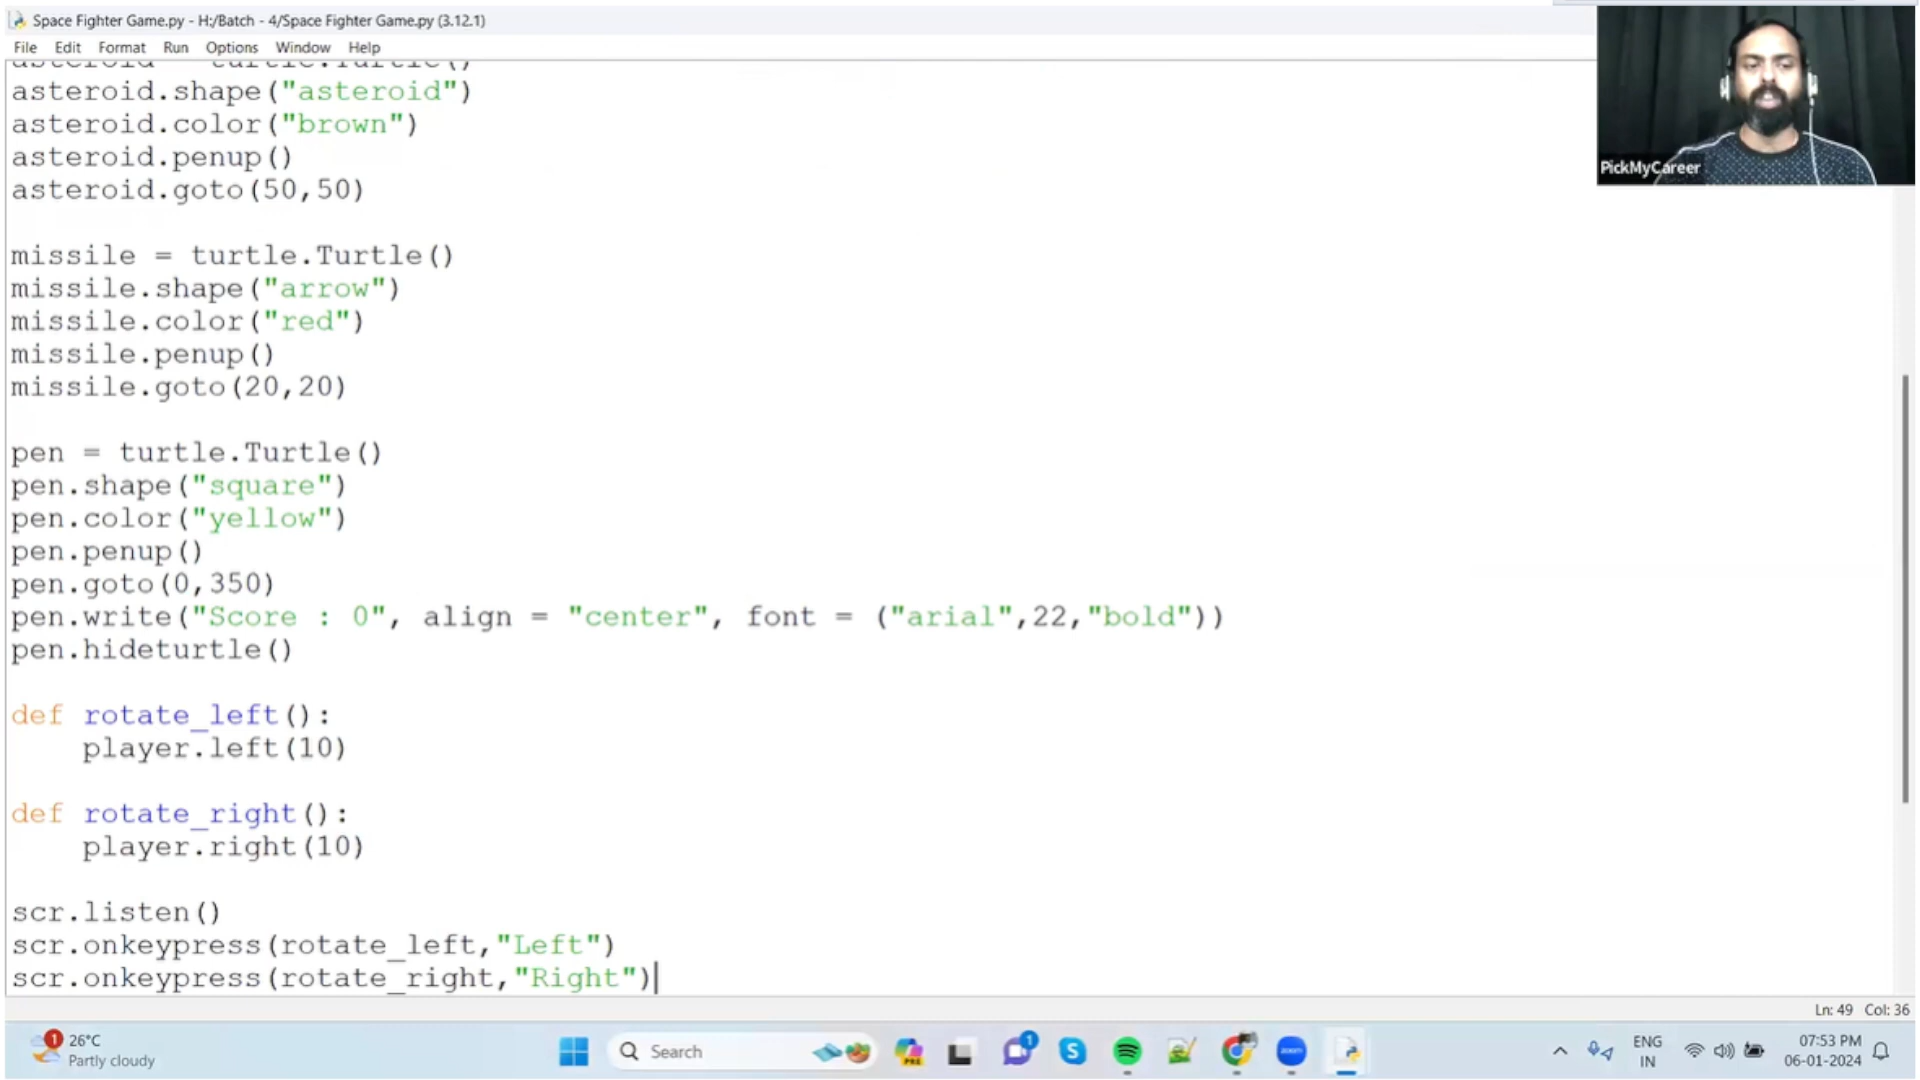 Space Fighter Game.py - H:/Batch - 4/Space Fighter Game.py (3.12.1)
File Edit Format Run Options Window Help
asteroid = turtle.Turtle()
asteroid.shape("asteroid")
asteroid.color("brown")
asteroid.penup()
asteroid.goto(50,50)
missile = turtle.Turtle()
missile.shape("arrow")
missile.color("red")
missile.penup()
missile.goto(20,20)
pen = turtle.Turtle()
pen.shape("square")
pen.color("yellow")
pen.penup()
pen.goto(0,350)
pen.write("Score : 0", align = "center", font = ("arial",22,"bold"))
pen.hideturtle()
def rotate_left():
    player.left(10)
def rotate_right():
    player.right(10)
scr.listen()
scr.onkeypress(rotate_left,"Left")
scr.onkeypress(rotate_right,"Right")
PickMyCareer
Ln: 49 Col: 36
1
26°C
Partly cloudy
Search
PRE
1
zoom
ENG
IN
07:53 PM
06-01-2024